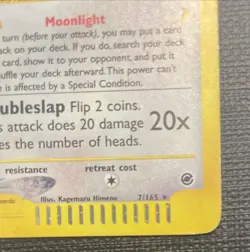 Moonlight
turn (before your attack), you may put a card
ck on your deck. If you do, search your deck
card, show it to your opponent, and put it
uffle your deck afterward. This power can't
e is affected by a Special Condition.
ubleslap Flip 2 coins.
s attack does 20 damage 20x
es the number of heads.
resistance retreat cost
Illus. Kagemaru Himeno 7/165